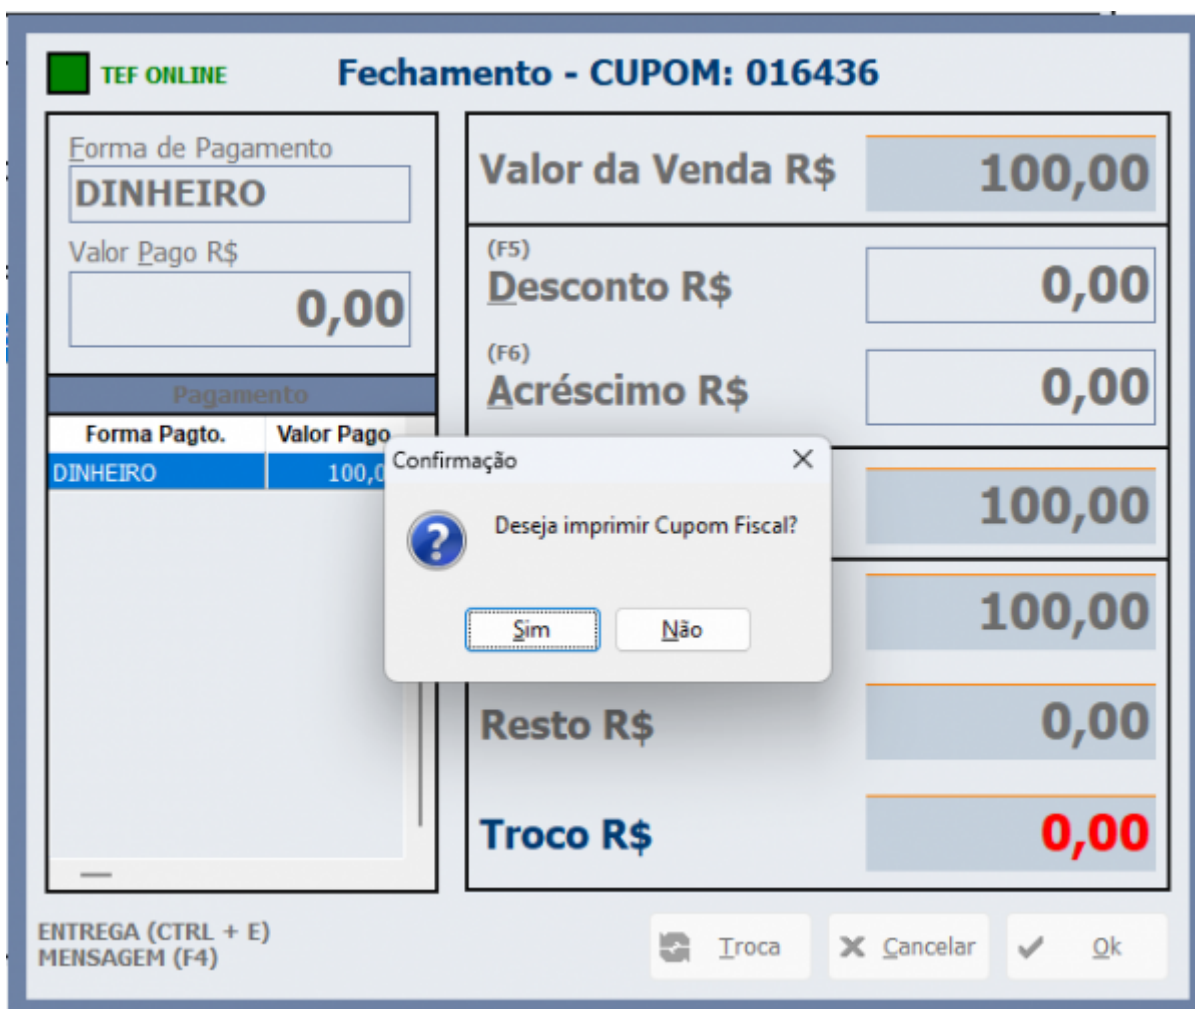 TEF ONLINE
Fechamento - CUPOM: 016436
Forma de Pagamento
DINHEIRO
Valor Pago R$
0,00
Pagamento
Forma Pagto. Valor Pago
DINHEIRO 100,0
Valor da Venda R$ 100,00
(F5)
Desconto R$ 0,00
(F6)
Acréscimo R$ 0,00
100,00
100,00
Resto R$ 0,00
Troco R$ 0,00
Confirmação
Deseja imprimir Cupom Fiscal?
Sim Não
ENTREGA (CTRL + E)
MENSAGEM (F4)
Troca Cancelar Ok